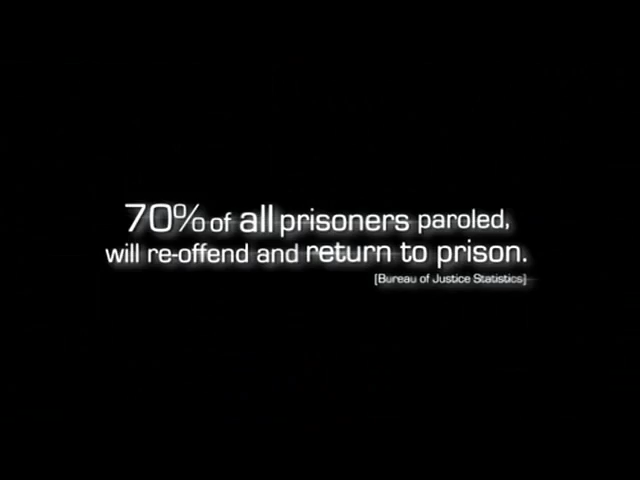 70% of all prisoners paroled,
will re-offend and return to prison.
[Bureau of Justice Statistics]